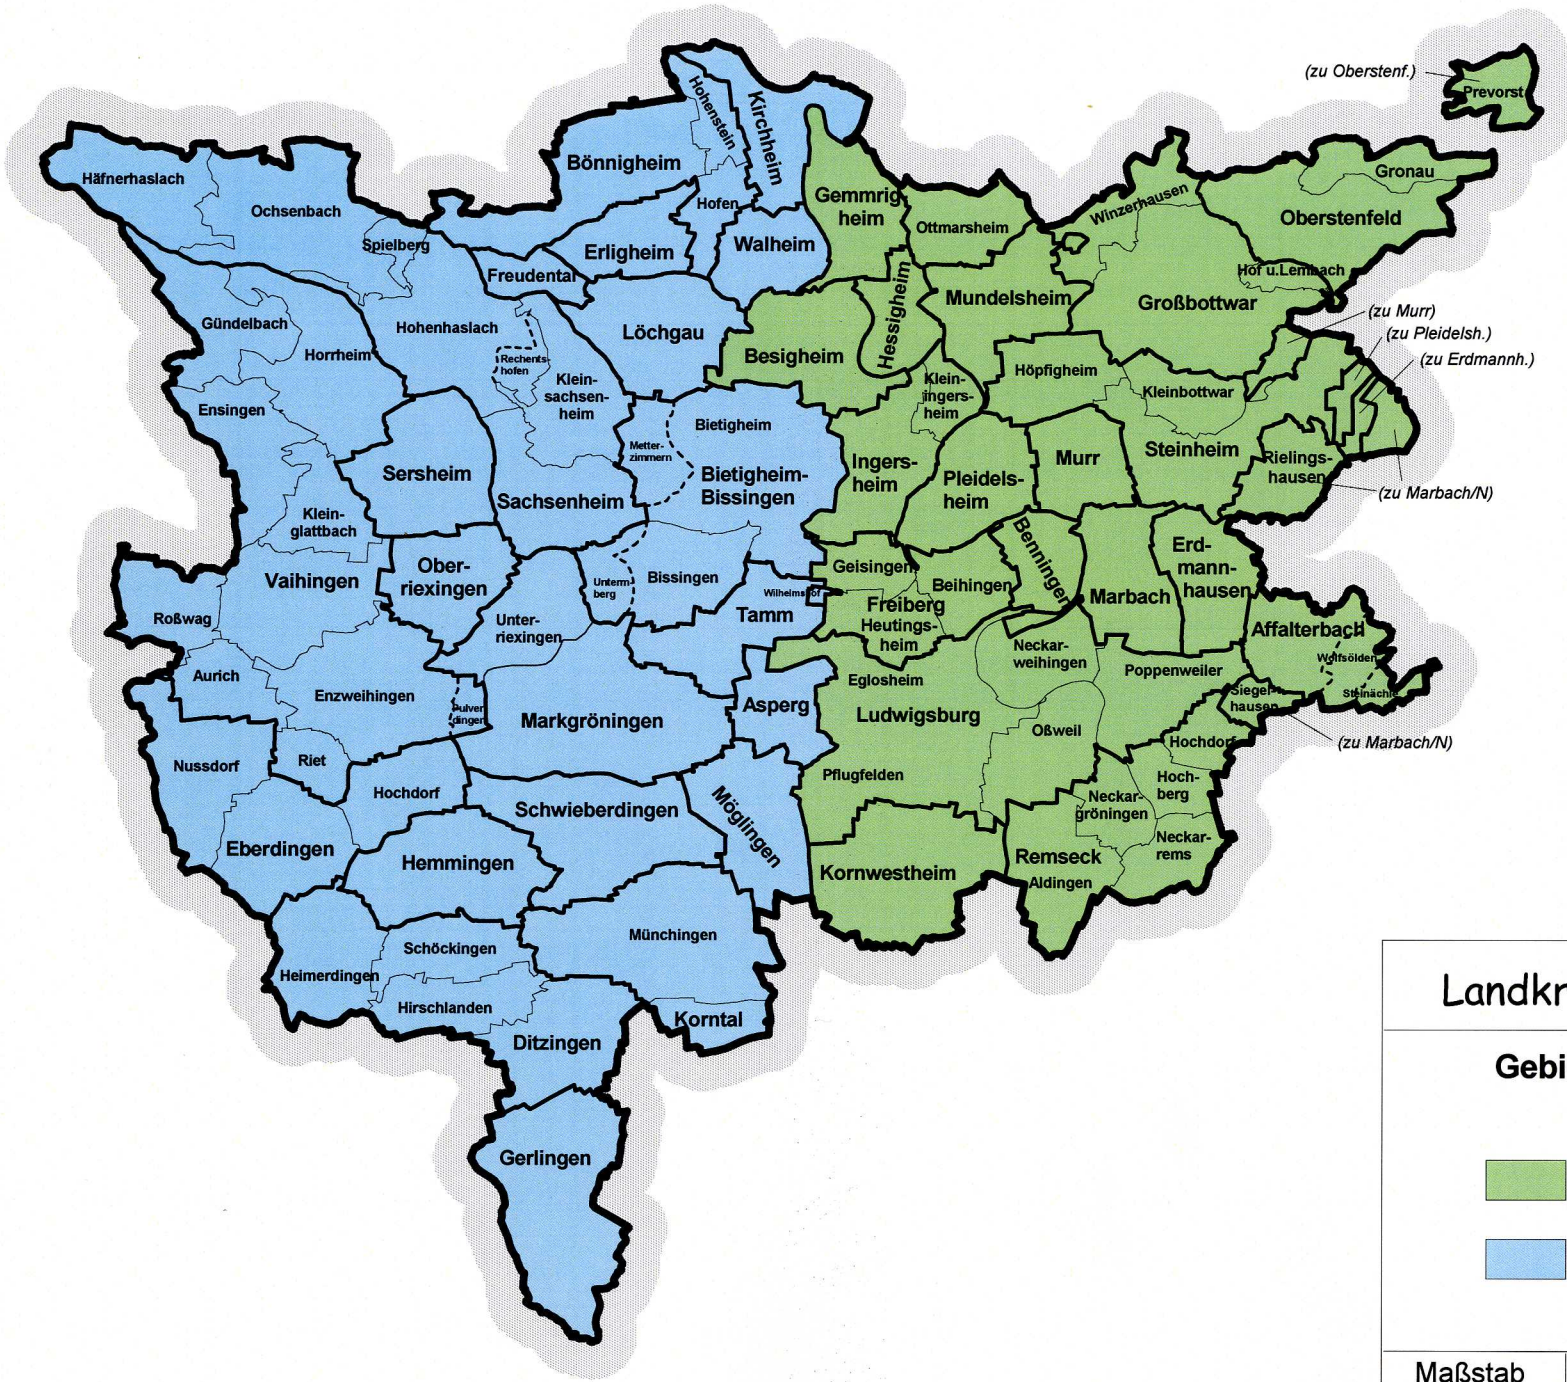 (zu Oberstenf.)
Prevorst
Hohenstein
Kirchheim
Bönnigheim
Häfnerhaslach
Gronau
Ochsenbach
Hofen
Gemmrig
heim
Winzerhausen
Oberstenfeld
Spielberg
Erligheim
Walheim
Ottmarsheim
Freudental
Hof u.Lembach
Mundelsheim
Großbottwar
Gündelbach
Hohenhaslach
Löchgau
Hessigheim
(zu Murr)
(zu Pleidelsh.)
(zu Erdmannh.)
Horrheim
Rechents-
hofen
Besigheim
Höpfigheim
Klein-
sachsen-
heim
Klein-
ingers-
heim
Kleinbottwar
Ensingen
Bietigheim
Metter-
zimmern
Steinheim
Sersheim
Bietigheim-
Bissingen
Ingers-
heim
Pleidels-
heim
Murr
Rielings-
hausen
(zu Marbach/N)
Sachsenheim
Klein-
glattbach
Benningen
Erd-
mann-
hausen
Vaihingen
Ober-
riexingen
Unterm-
berg
Bissingen
Geisingen
Beihingen
Wilhelmshof
Marbach
Roßwag
Unter-
riexingen
Tamm
Freiberg
Heutings-
heim
Affalterbach
Wolfsölden
Neckar-
weihingen
Aurich
Enzweihingen
Pulver
dingen
Eglosheim
Poppenweiler
Siegel-
hausen
Steinächle
Markgröningen
Asperg
Ludwigsburg
Oßweil
Hochdorf
(zu Marbach/N)
Nussdorf
Riet
Pflugfelden
Hochdorf
Hoch-
berg
Schwieberdingen
Möglingen
Neckar-
gröningen
Eberdingen
Hemmingen
Kornwestheim
Remseck
Neckar-
rems
Aldingen
Münchingen
Schöckingen
Heimerdingen
Hirschlanden
Korntal
Ditzingen
Gerlingen
Landkr
Gebi
Maßstab